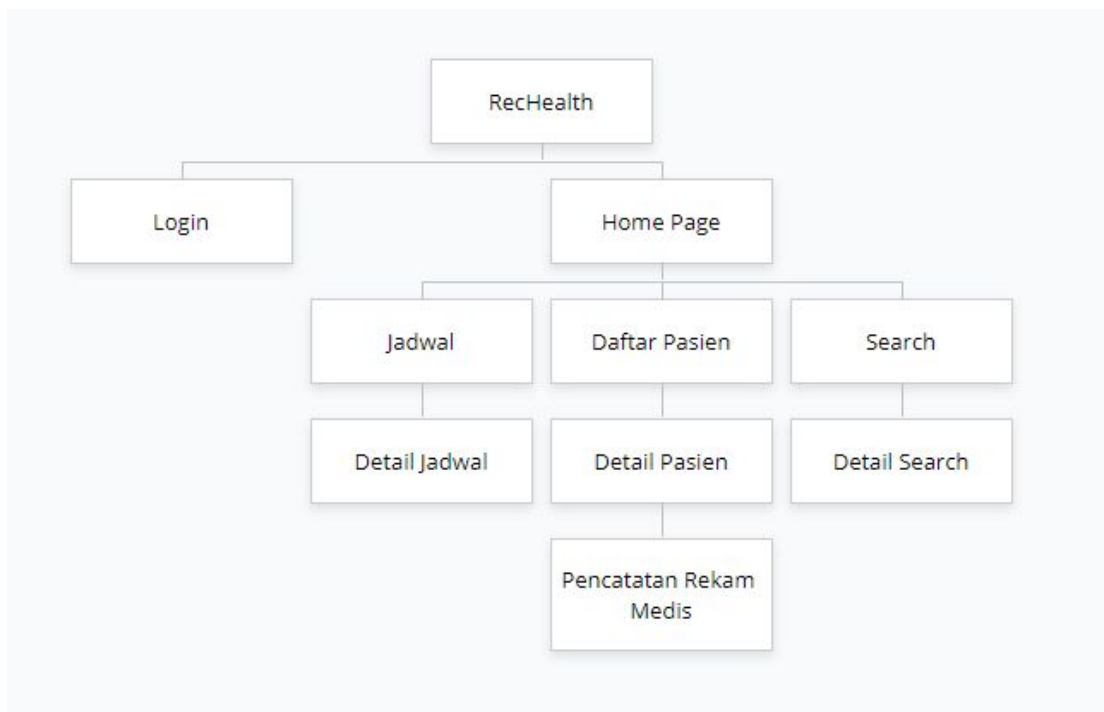 RecHealth
Login
Home Page
Jadwal
Daftar Pasien
Search
Detail Jadwal
Detail Pasien
Detail Search
Pencatatan Rekam
Medis